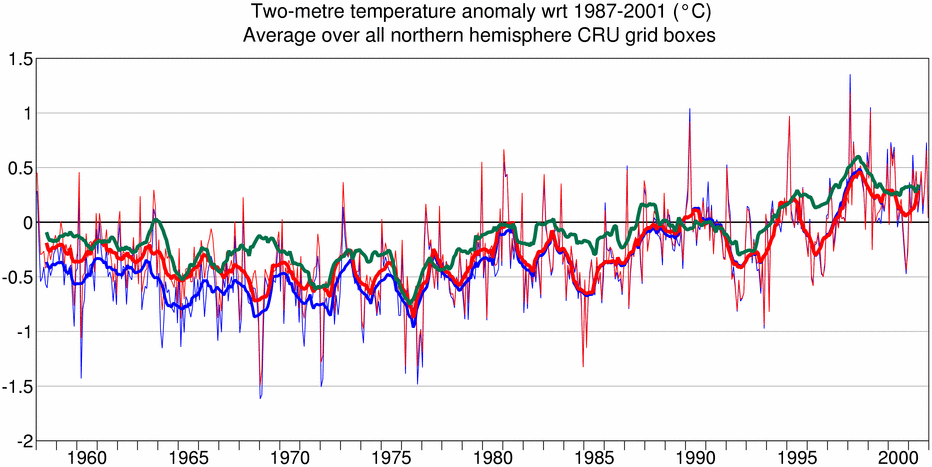 Two-metre temperature anomaly wrt 1987-2001 (°C)
Average over all northern hemisphere CRU grid boxes
1.5
1
0.5
0
-0.5
-1
-1.5
-2
1960 1965 1970 1975 1980 1985 1990 1995 2000